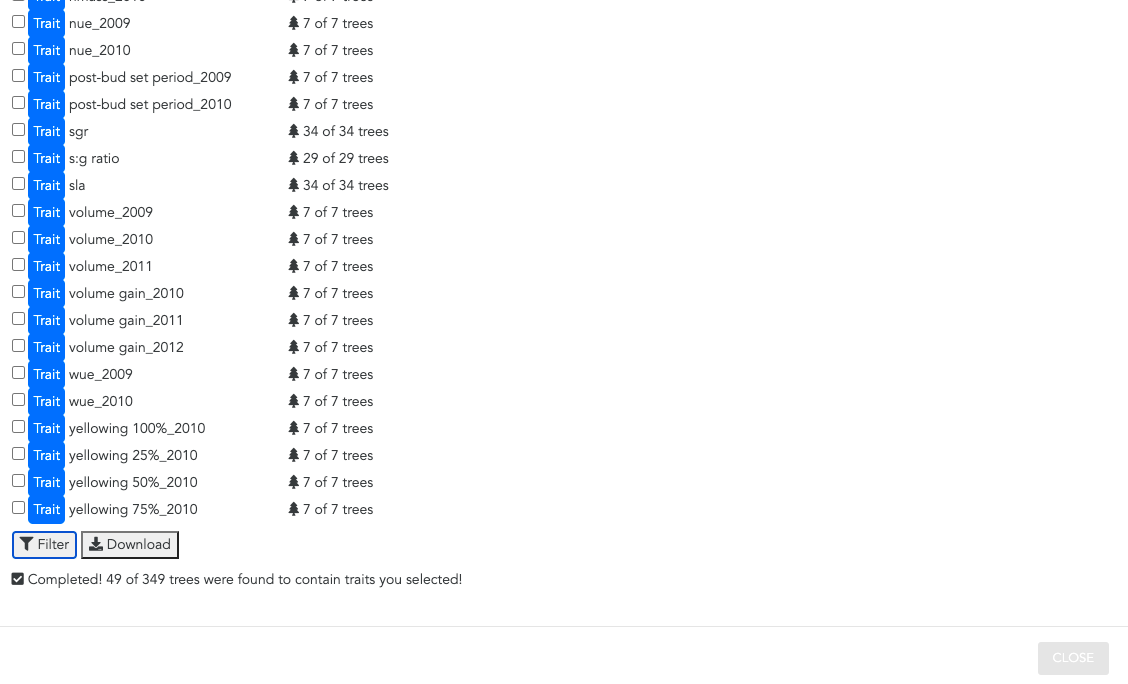 Trait nue_2009 7 of 7 trees
Trait nue_2010 7 of 7 trees
Trait post-bud set period_2009 7 of 7 trees
Trait post-bud set period_2010 7 of 7 trees
Trait sgr 34 of 34 trees
Trait s:g ratio 29 of 29 trees
Trait sla 34 of 34 trees
Trait volume_2009 7 of 7 trees
Trait volume_2010 7 of 7 trees
Trait volume_2011 7 of 7 trees
Trait volume gain_2010 7 of 7 trees
Trait volume gain_2011 7 of 7 trees
Trait volume gain_2012 7 of 7 trees
Trait wue_2009 7 of 7 trees
Trait wue_2010 7 of 7 trees
Trait yellowing 100%_2010 7 of 7 trees
Trait yellowing 25%_2010 7 of 7 trees
Trait yellowing 50%_2010 7 of 7 trees
Trait yellowing 75%_2010 7 of 7 trees
Filter Download
Completed! 49 of 349 trees were found to contain traits you selected!
CLOSE